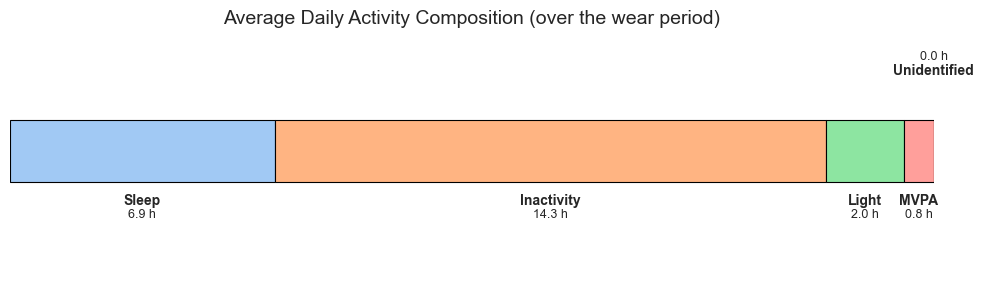 Average Daily Activity Composition (over the wear period)
0.0 h
Unidentified
Sleep
6.9 h
Inactivity
14.3 h
Light
2.0 h
MVPA
0.8 h